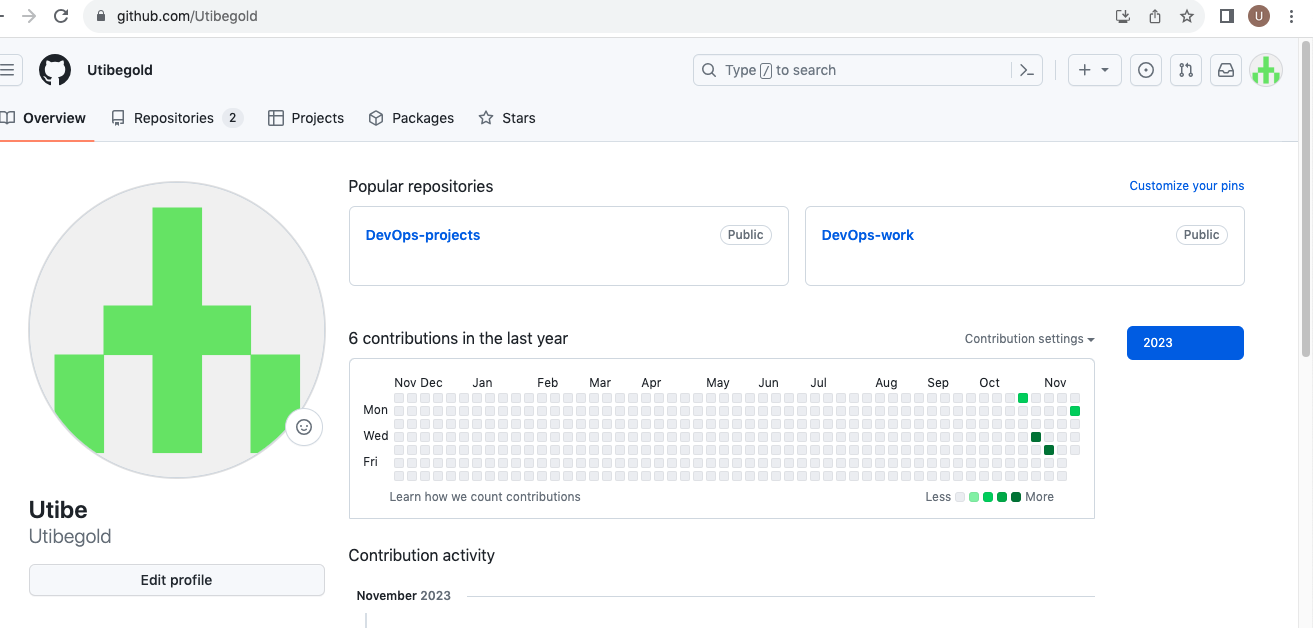 github.com/Utibegold
U
Utibegold
Type / to search
Overview Repositories 2 Projects Packages Stars
Popular repositories
Customize your pins
DevOps-projects Public
DevOps-work Public
6 contributions in the last year
Contribution settings
2023
Nov Dec Jan Feb Mar Apr May Jun Jul Aug Sep Oct Nov
Mon
Wed
Fri
Learn how we count contributions
Less More
Utibe
Utibegold
Edit profile
Contribution activity
November 2023